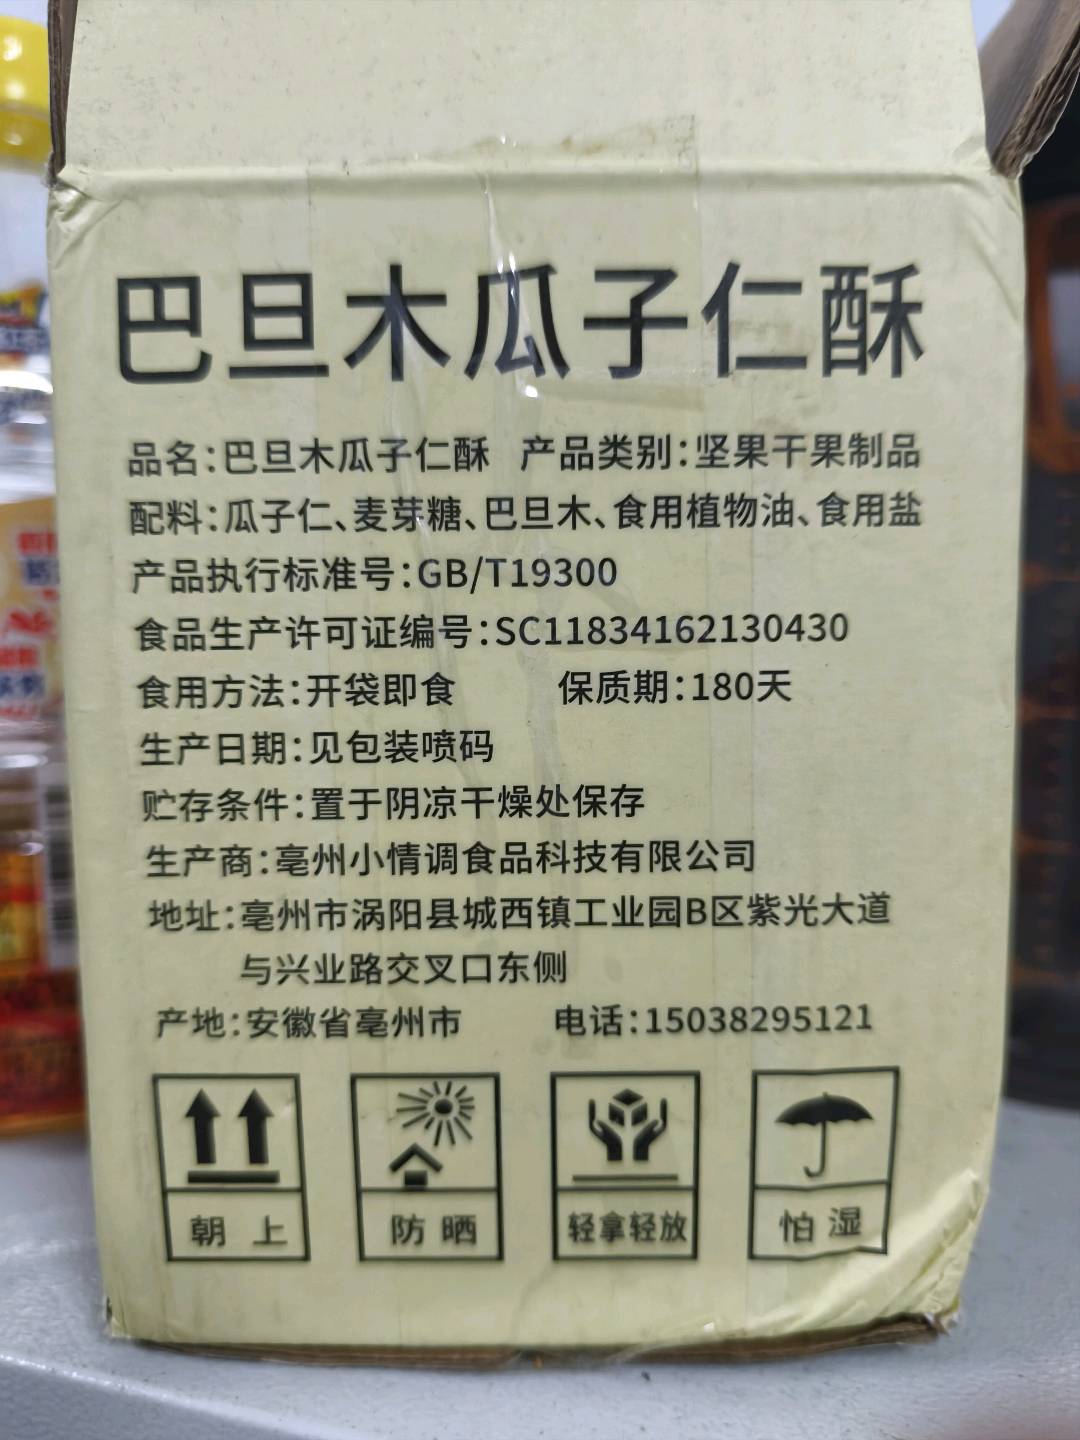 巴旦木瓜子仁酥
品名：巴旦木瓜子仁酥 产品类别：坚果干果制品
配料：瓜子仁、麦芽糖、巴旦木、食用植物油、食用盐
产品执行标准号：GB/T19300
食品生产许可证编号：SC11834162130430
食用方法：开袋即食 保质期：180天
生产日期：见包装喷码
贮存条件：置于阴凉干燥处保存
生产商：亳州小情调食品科技有限公司
地址：亳州市涡阳县城西镇工业园B区紫光大道
与兴业路交叉口东侧
产地：安徽省亳州市 电话：15038295121
朝上 防晒 轻拿轻放 怕湿